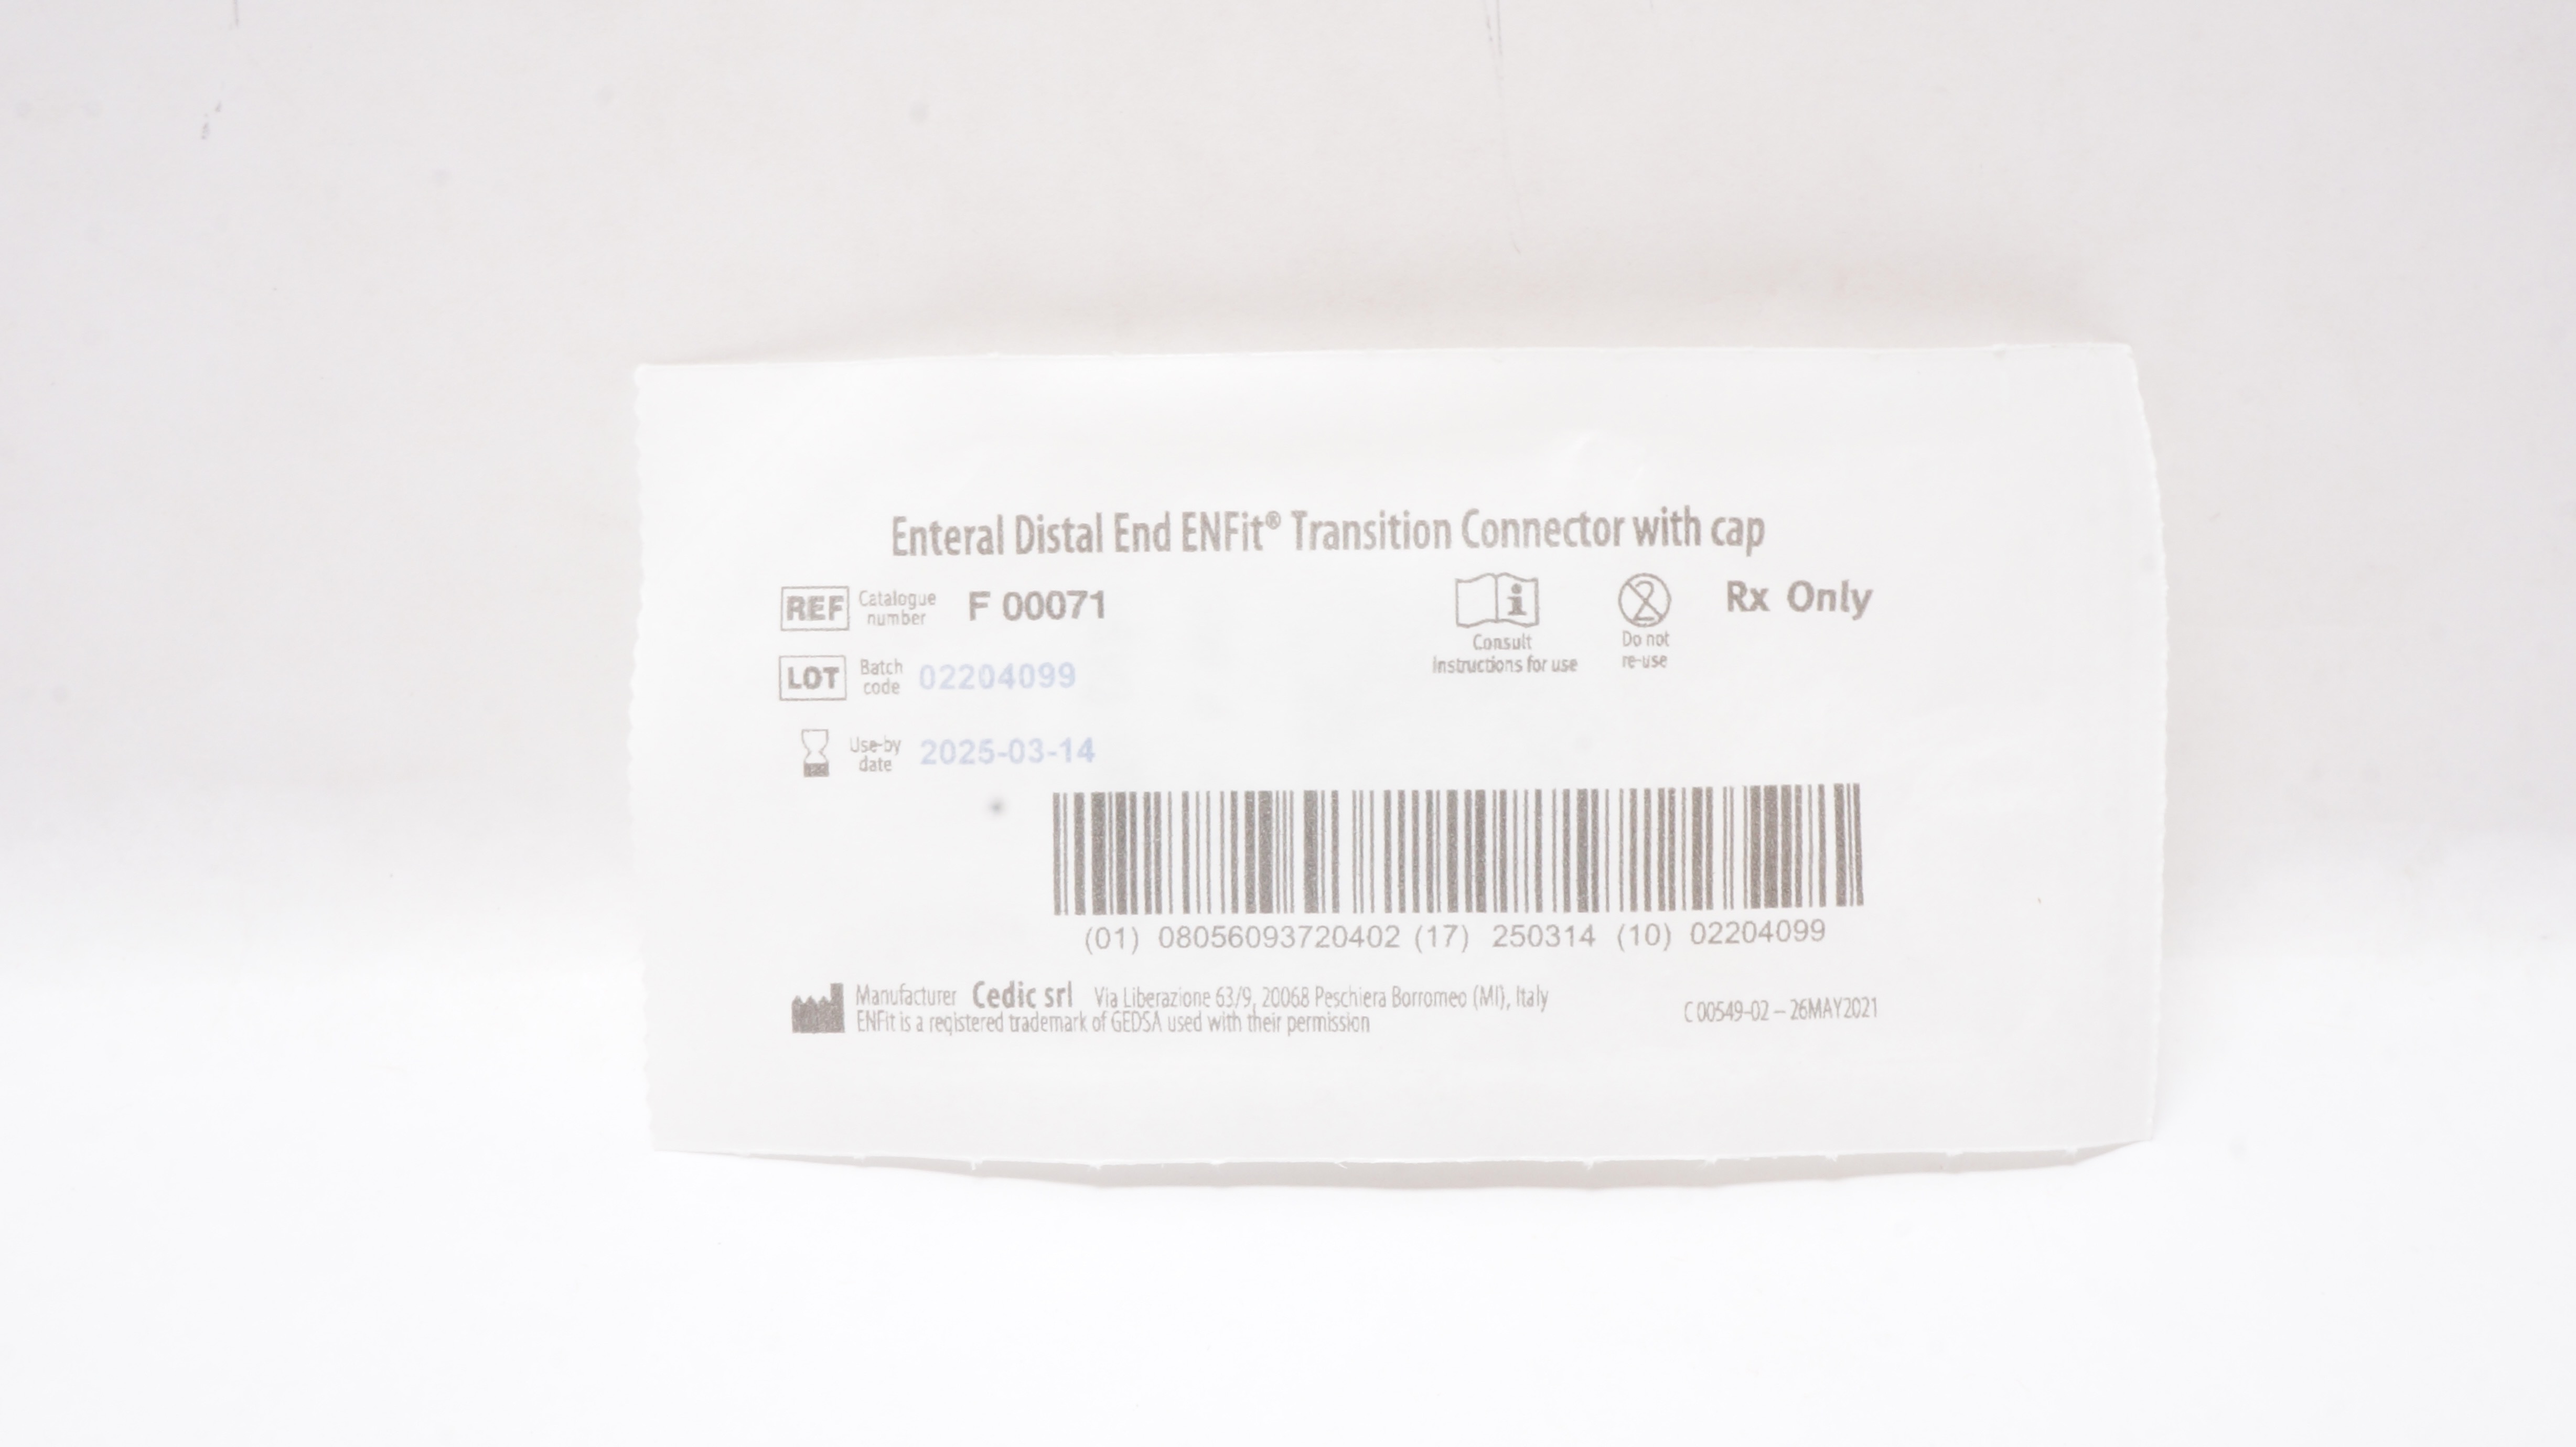 Enteral Distal End ENFit® Transition Connector with cap
REF Catalogue number F 00071
Consult Instructions for use
Do not re-use
Rx Only
LOT Batch code 02204099
Use-by date 2025-03-14
(01) 08056093720402 (17) 250314 (10) 02204099
Manufacturer Cedic srl Via Liberazione 63/9, 20068 Peschiera Borromeo (MI), Italy
ENFit is a registered trademark of GEDSA used with their permission
C 00549-02 – 26MAY2021